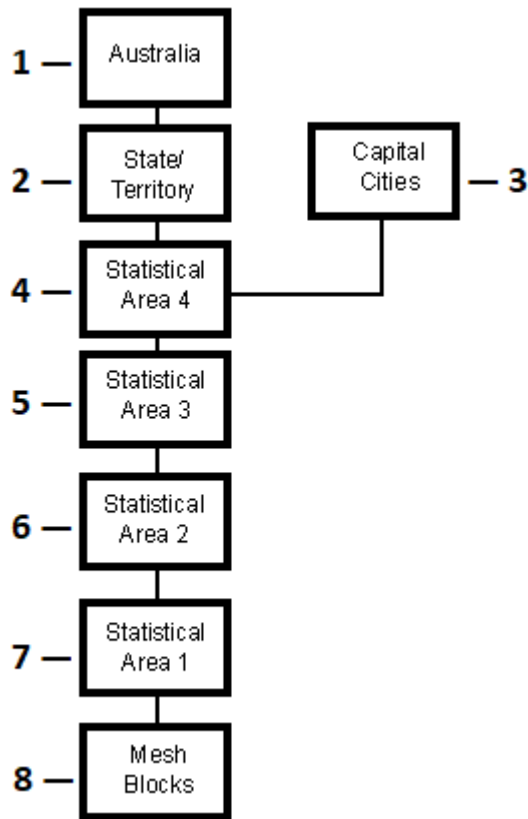 1 — Australia
2 — State/
Territory
Capital
Cities — 3
4 — Statistical
Area 4
5 — Statistical
Area 3
6 — Statistical
Area 2
7 — Statistical
Area 1
8 — Mesh
Blocks